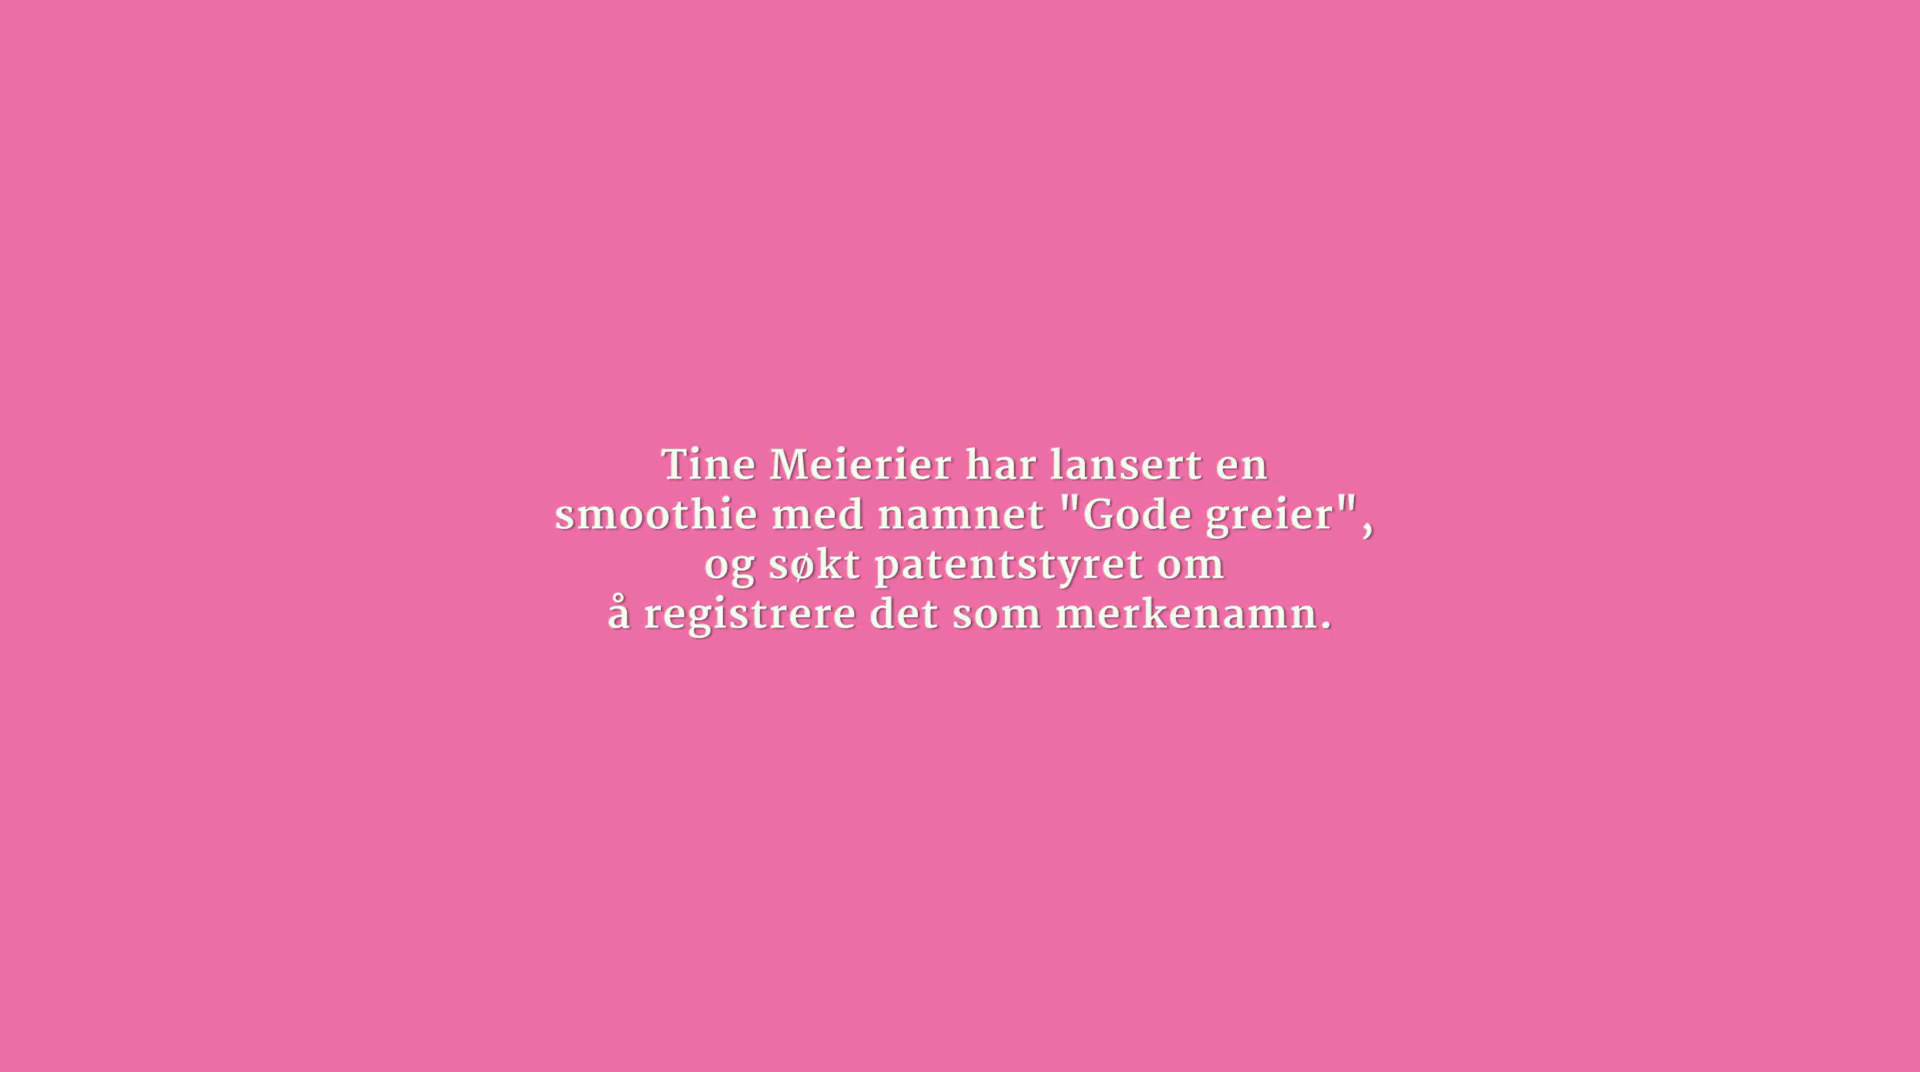 Tine Meierier har lansert en
smoothie med namnet "Gode greier",
og søkt patentstyret om
å registrere det som merkenamn.